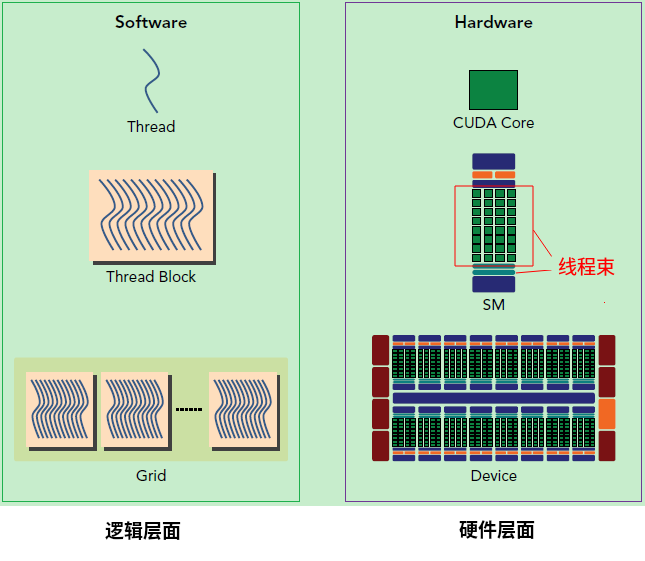 Software
Thread
Thread Block
Grid
逻辑层面
Hardware
CUDA Core
线程束
SM
Device
硬件层面